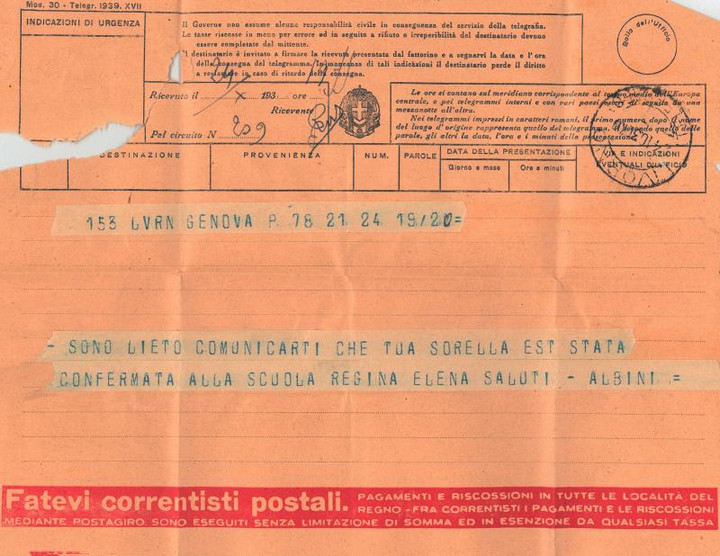 Mod. 30 - Telegr. 1939. XVII
INDICAZIONI DI URGENZA
Il Governo non assume alcuna responsabilità civile in conseguenza del servizio della telegrafia.
Le tasse riscosse in meno per errore od in seguito a rifiuto o irreperibilità del destinatario devono
essere completate dal mittente.
Il destinatario è invitato a firmare la ricevuta presentata dal fattorino e a segnarvi la data e l'ora
della consegna del telegramma. In mancanza di tali indicazioni il destinatario perde il diritto
a reclamare in caso di ritardo della consegna.
Bollo dell'Ufficio
Ricevuto il X 193 ore
Ricevente
Pel circuito N 209
Le ore si contano sul meridiano corrispondente al tempo medio dell'Europa
centrale, e pei telegrammi interni e con vari paesi esteri di seguito da una
mezzanotte all'altra.
Nei telegrammi impressi in caratteri romani, il primo numero dopo il nome
del luogo d'origine rappresenta quello del telegramma, il secondo quello delle
parole, gli altri la data, l'ora e i minuti della presentazione.
DESTINAZIONE PROVENIENZA NUM. PAROLE DATA DELLA PRESENTAZIONE VIA E INDICAZIONI
Giorno e mese Ore e minuti EVENTUALI D'UFFICIO
153 LVRN GENOVA P 78 21 24 19/20=
- SONO LIETO COMUNICARTI CHE TUA SORELLA EST STATA
CONFERMATA ALLA SCUOLA REGINA ELENA SALUTI - ALBINI =
Fatevi correntisti postali. PAGAMENTI E RISCOSSIONI IN TUTTE LE LOCALITÀ DEL
REGNO - FRA CORRENTISTI I PAGAMENTI E LE RISCOSSIONI
MEDIANTE POSTAGIRO SONO ESEGUITI SENZA LIMITAZIONE DI SOMMA ED IN ESENZIONE DA QUALSIASI TASSA